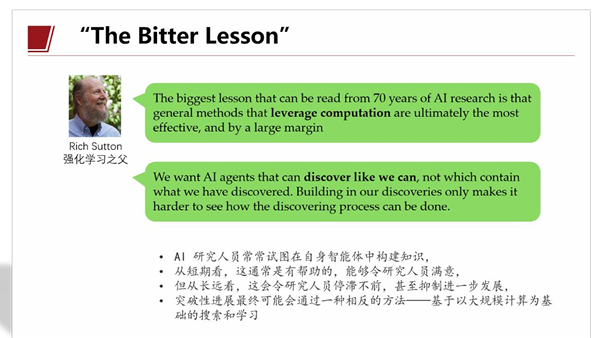 “The Bitter Lesson”
The biggest lesson that can be read from 70 years of AI research is that
general methods that leverage computation are ultimately the most
effective, and by a large margin
Rich Sutton
强化学习之父
We want AI agents that can discover like we can, not which contain
what we have discovered. Building in our discoveries only makes it
harder to see how the discovering process can be done.
• AI 研究人员常常试图在自身智能体中构建知识,
• 从短期看, 这通常是有帮助的, 能够令研究人员满意,
• 但从长远看, 这会令研究人员停滞不前, 甚至抑制进一步发展,
• 突破性进展最终可能会通过一种相反的方法——基于以大规模计算为基
础的搜索和学习